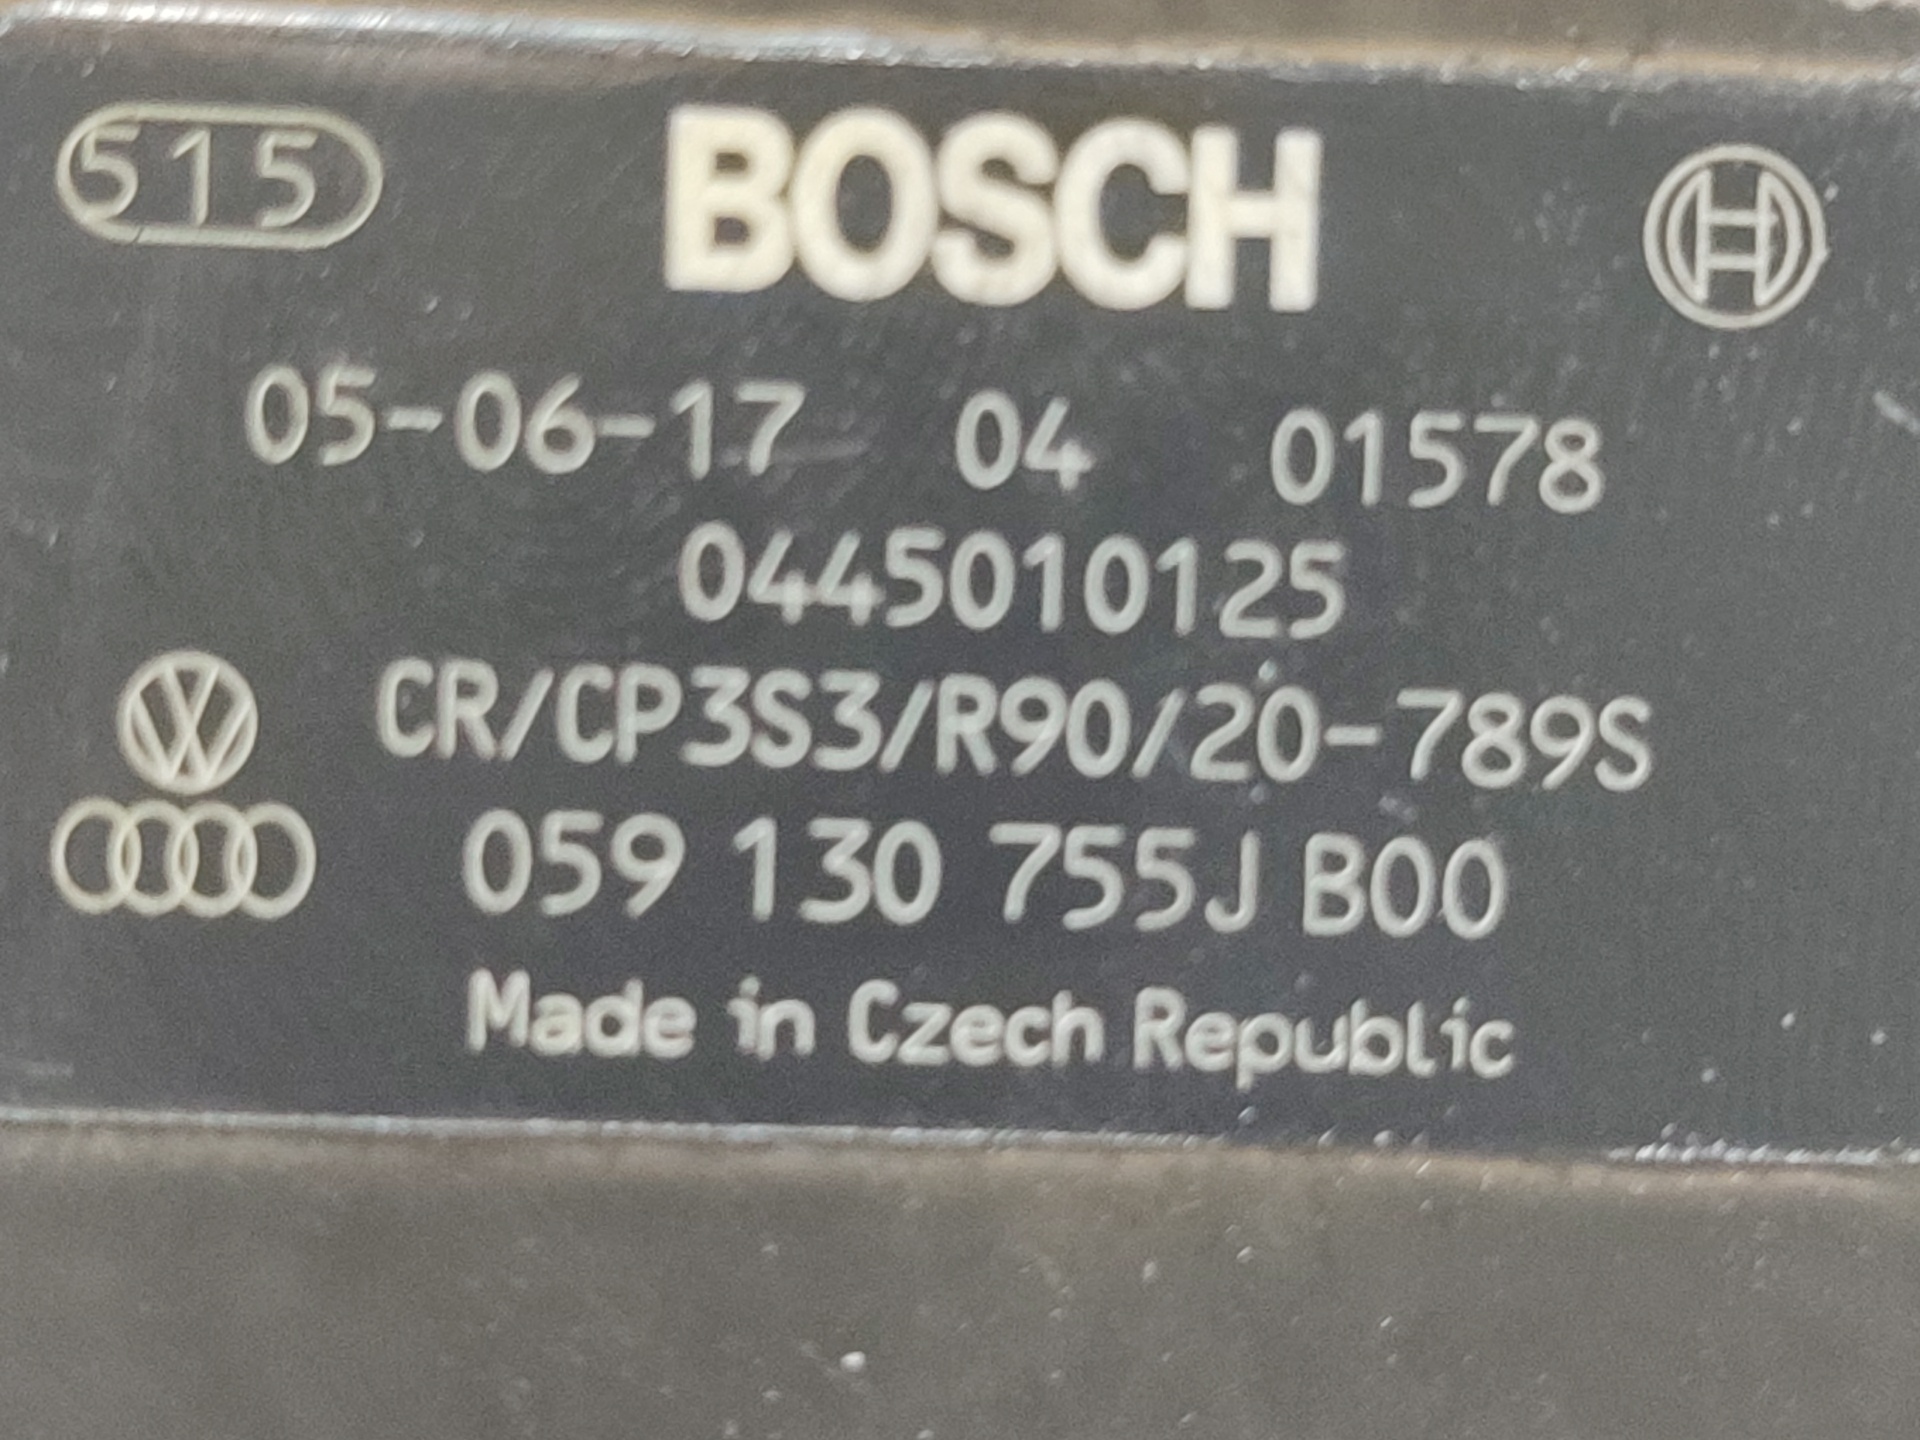 515 BOSCH
05-06-17 04 01578
0445010125
CR/CP3S3/R90/20-789S
059 130 755J B00
Made in Czech Republic